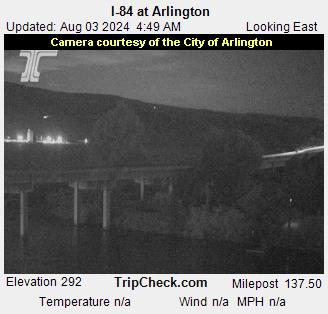 I-84 at Arlington
Updated: Aug 03 2024 4:49 AM Looking East
Camera courtesy of the City of Arlington
Elevation 292 TripCheck.com Milepost 137.50
Temperature n/a Wind n/a MPH n/a